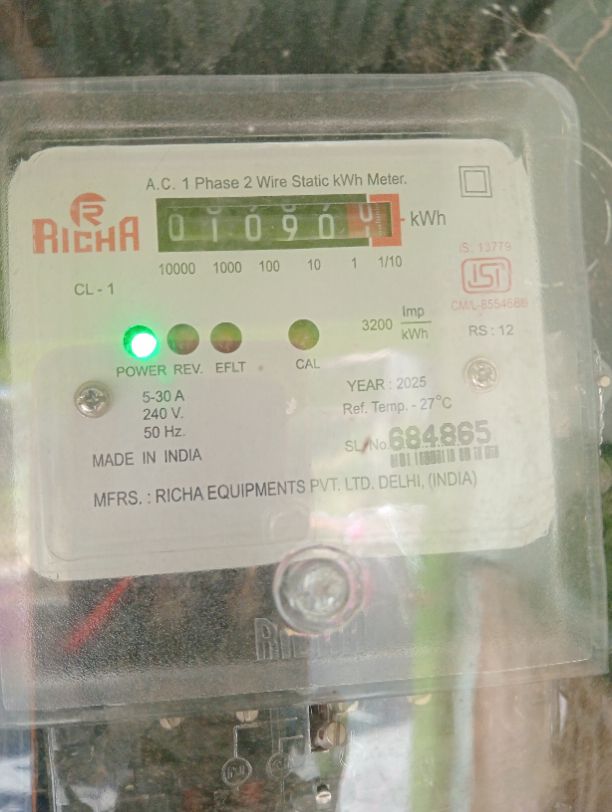 A.C. 1 Phase 2 Wire Static kWh Meter.
R
RICHA
01090
kWh
10000 1000 100 10 1 1/10
IS. 13779
ISI
CL - 1
3200 Imp/kWh
RS : 12
POWER REV. EFLT CAL
5-30 A
240 V.
50 Hz.
YEAR : 2025
Ref. Temp. - 27°C
SL. No. 684865
MADE IN INDIA
MFRS. : RICHA EQUIPMENTS PVT. LTD. DELHI, (INDIA)
RICHA